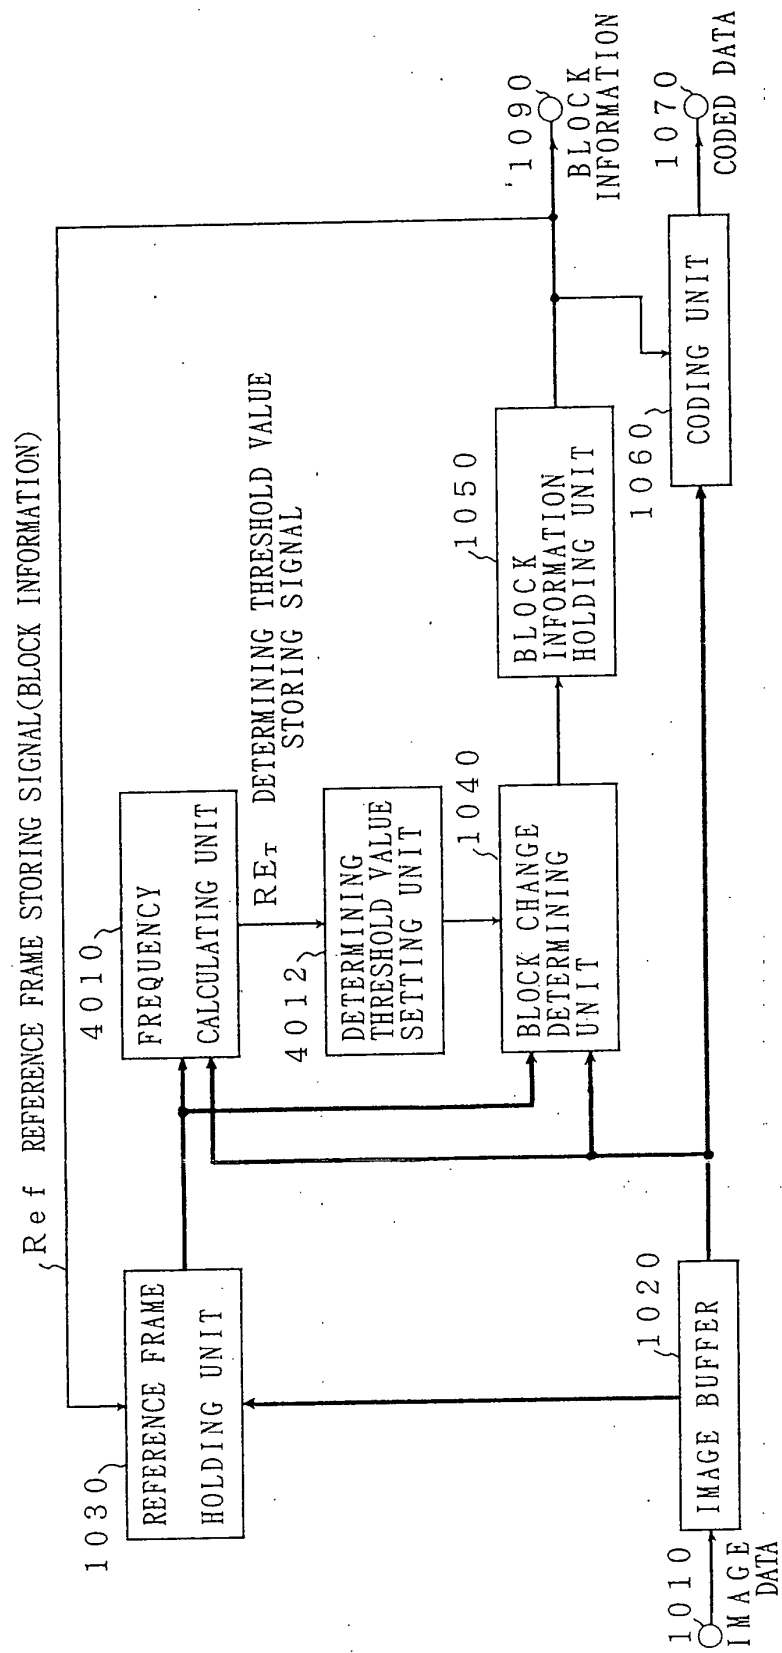 Ref REFERENCE FRAME STORING SIGNAL(BLOCK INFORMATION)
1030
REFERENCE FRAME
HOLDING UNIT
4010
FREQUENCY
CALCULATING UNIT
RET DETERMINING THRESHOLD VALUE
STORING SIGNAL
4012
DETERMINING
THRESHOLD VALUE
SETTING UNIT
1040
BLOCK CHANGE
DETERMINING
UNIT
1050
BLOCK
INFORMATION
HOLDING UNIT
1090
BLOCK
INFORMATION
1010
IMAGE
DATA
1020
IMAGE BUFFER
1060
CODING UNIT
1070
CODED DATA